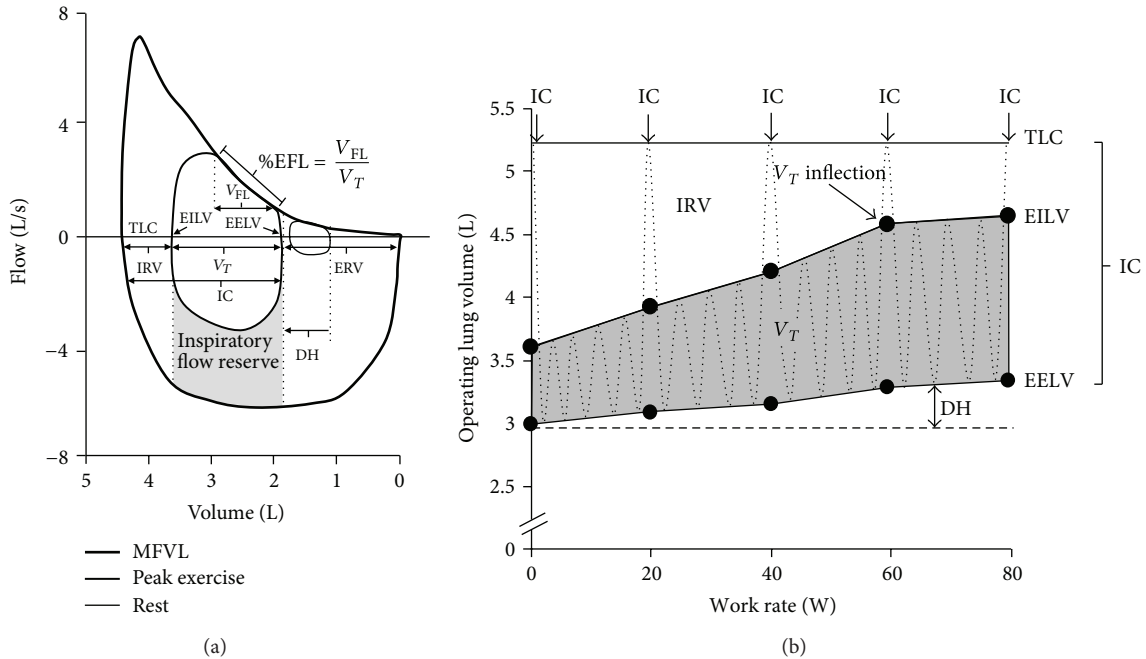 8
4
0
−4
−8
Flow (L/s)
%EFL = V_FL / V_T
V_FL
TLC
EILV
EELV
IRV
V_T
ERV
IC
Inspiratory
flow reserve
DH
5
4
3
2
1
0
Volume (L)
MFVL
Peak exercise
Rest
(a)
IC
IC
IC
IC
IC
5.5
5
4.5
4
3.5
3
2.5
0
Operating lung volume (L)
TLC
V_T inflection
IRV
EILV
IC
V_T
EELV
DH
0
20
40
60
80
Work rate (W)
(b)